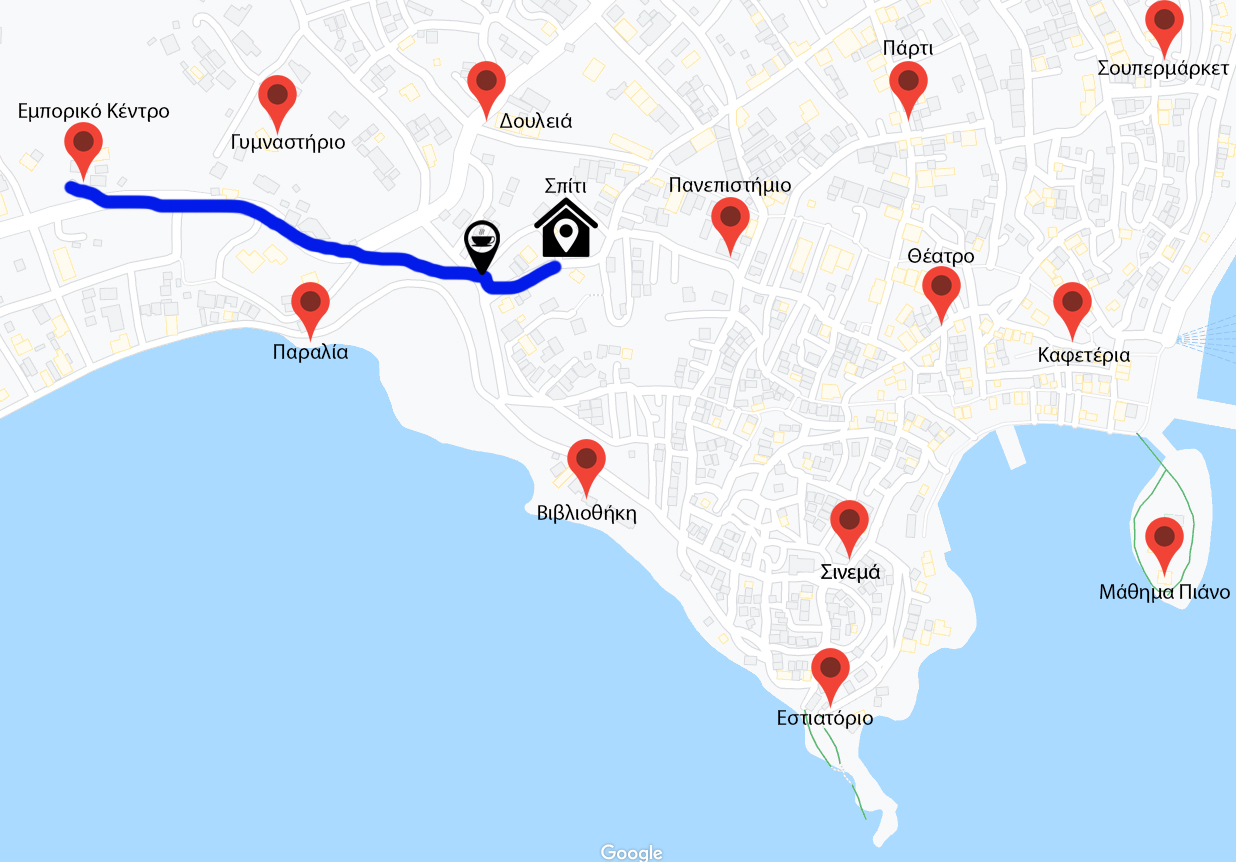 Πάρτι
Σουπερμάρκετ
Εμπορικό Κέντρο
Δουλειά
Γυμναστήριο
Σπίτι
Πανεπιστήμιο
Θέατρο
Παραλία
Καφετέρια
Βιβλιοθήκη
Σινεμά
Μάθημα Πιάνο
Εστιατόριο
Google